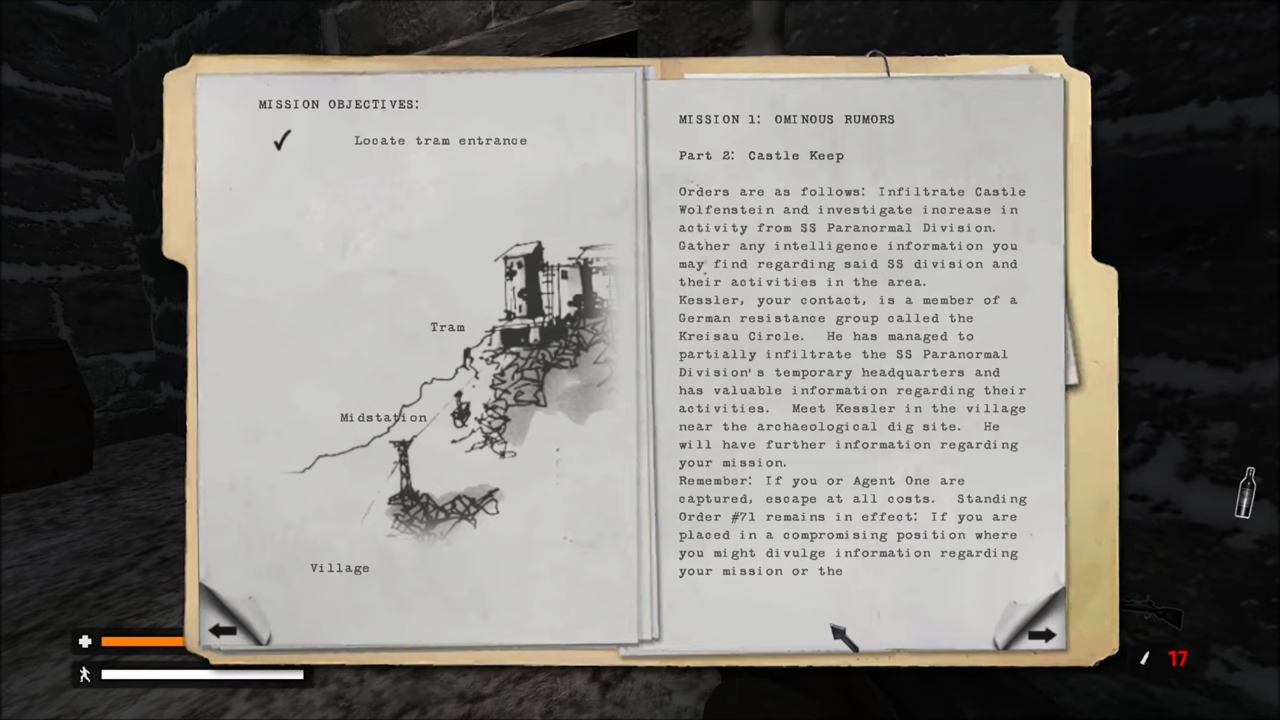 MISSION OBJECTIVES:
Locate tram entrance
Tram
Midstation
Village
MISSION 1: OMINOUS RUMORS
Part 2: Castle Keep
Orders are as follows: Infiltrate Castle
Wolfenstein and investigate increase in
activity from SS Paranormal Division.
Gather any intelligence information you
may find regarding said SS division and
their activities in the area.
Kessler, your contact, is a member of a
German resistance group called the
Kreisau Circle. He has managed to
partially infiltrate the SS Paranormal
Division's temporary headquarters and
has valuable information regarding their
activities. Meet Kessler in the village
near the archaeological dig site. He
will have further information regarding
your mission.
Remember: If you or Agent One are
captured, escape at all costs. Standing
Order #71 remains in effect: If you are
placed in a compromising position where
you might divulge information regarding
your mission or the
17